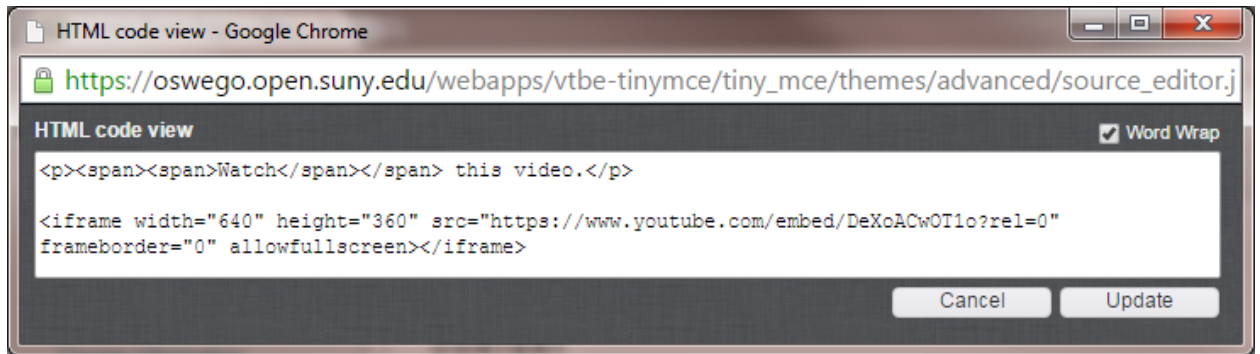 HTML code view - Google Chrome
https://oswego.open.suny.edu/webapps/vtbe-tinymce/tiny_mce/themes/advanced/source_editor.j
HTML code view
Word Wrap
<p><span><span>Watch</span></span> this video.</p>
<iframe width="640" height="360" src="https://www.youtube.com/embed/DeXoACwOT1o?rel=0"
frameborder="0" allowfullscreen></iframe>
Cancel
Update